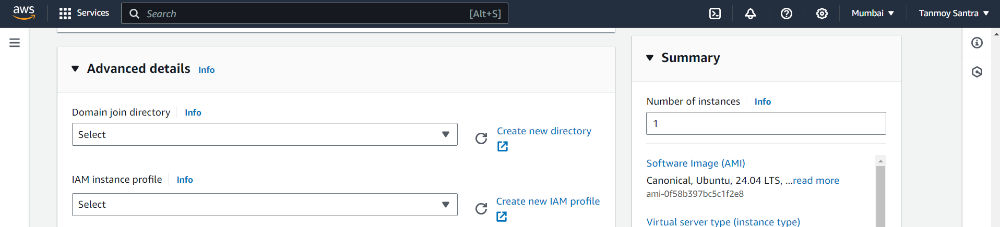 aws
Services
Search
[Alt+S]
Mumbai
Tanmoy Santra
Advanced details Info
Domain join directory Info
Select
Create new directory
IAM instance profile Info
Select
Create new IAM profile
Summary
Number of instances Info
1
Software Image (AMI)
Canonical, Ubuntu, 24.04 LTS, ...read more
ami-0f58b397bc5c1f2e8
Virtual server type (instance type)